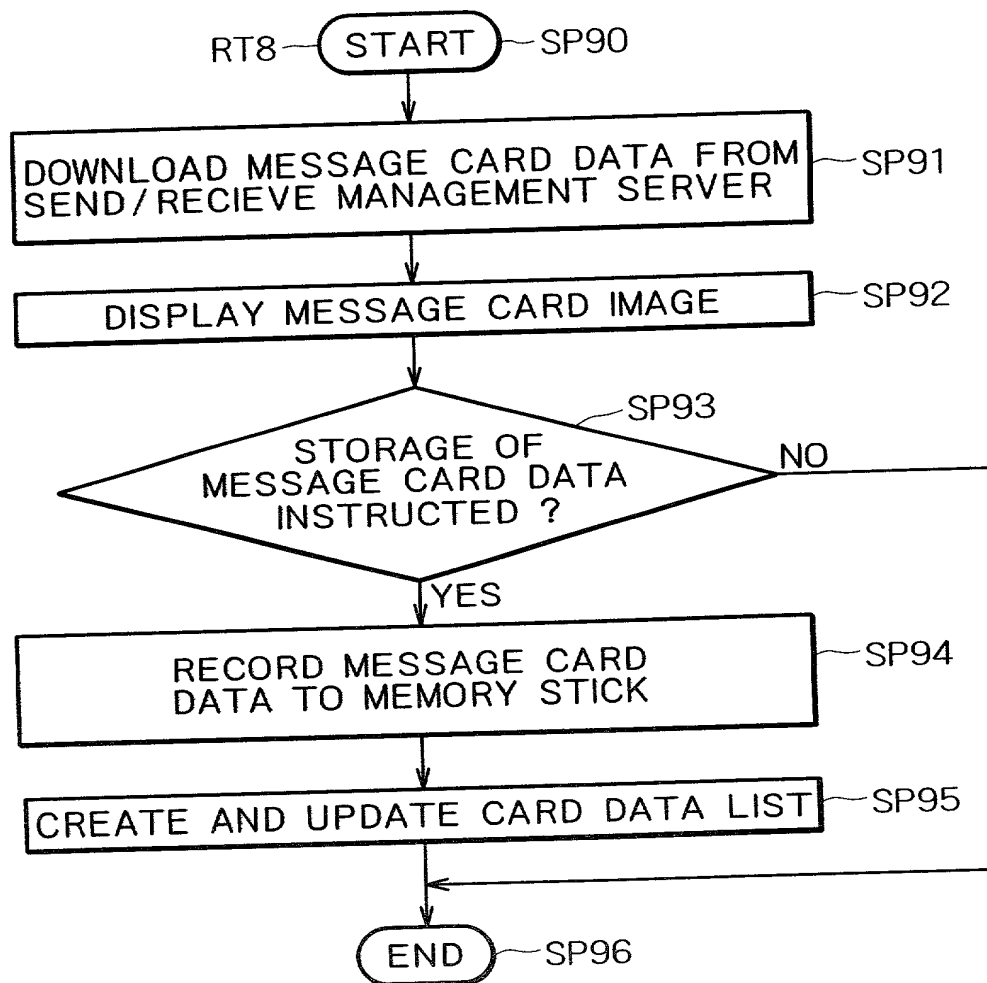 RT8 START SP90
DOWNLOAD MESSAGE CARD DATA FROM
SEND/RECIEVE MANAGEMENT SERVER
SP91
DISPLAY MESSAGE CARD IMAGE
SP92
SP93
STORAGE OF
MESSAGE CARD DATA
INSTRUCTED ?
NO
YES
RECORD MESSAGE CARD
DATA TO MEMORY STICK
SP94
CREATE AND UPDATE CARD DATA LIST
SP95
END SP96